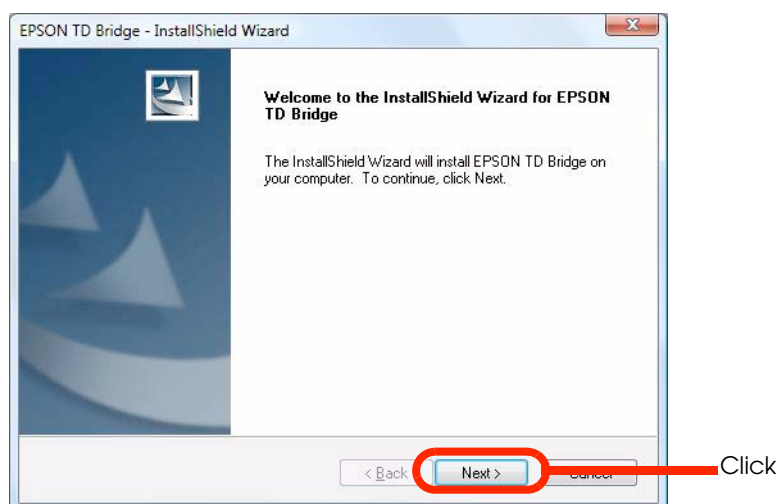 EPSON TD Bridge - InstallShield Wizard
Welcome to the InstallShield Wizard for EPSON
TD Bridge
The InstallShield Wizard will install EPSON TD Bridge on
your computer. To continue, click Next.
< Back
Next >
Cancel
Click